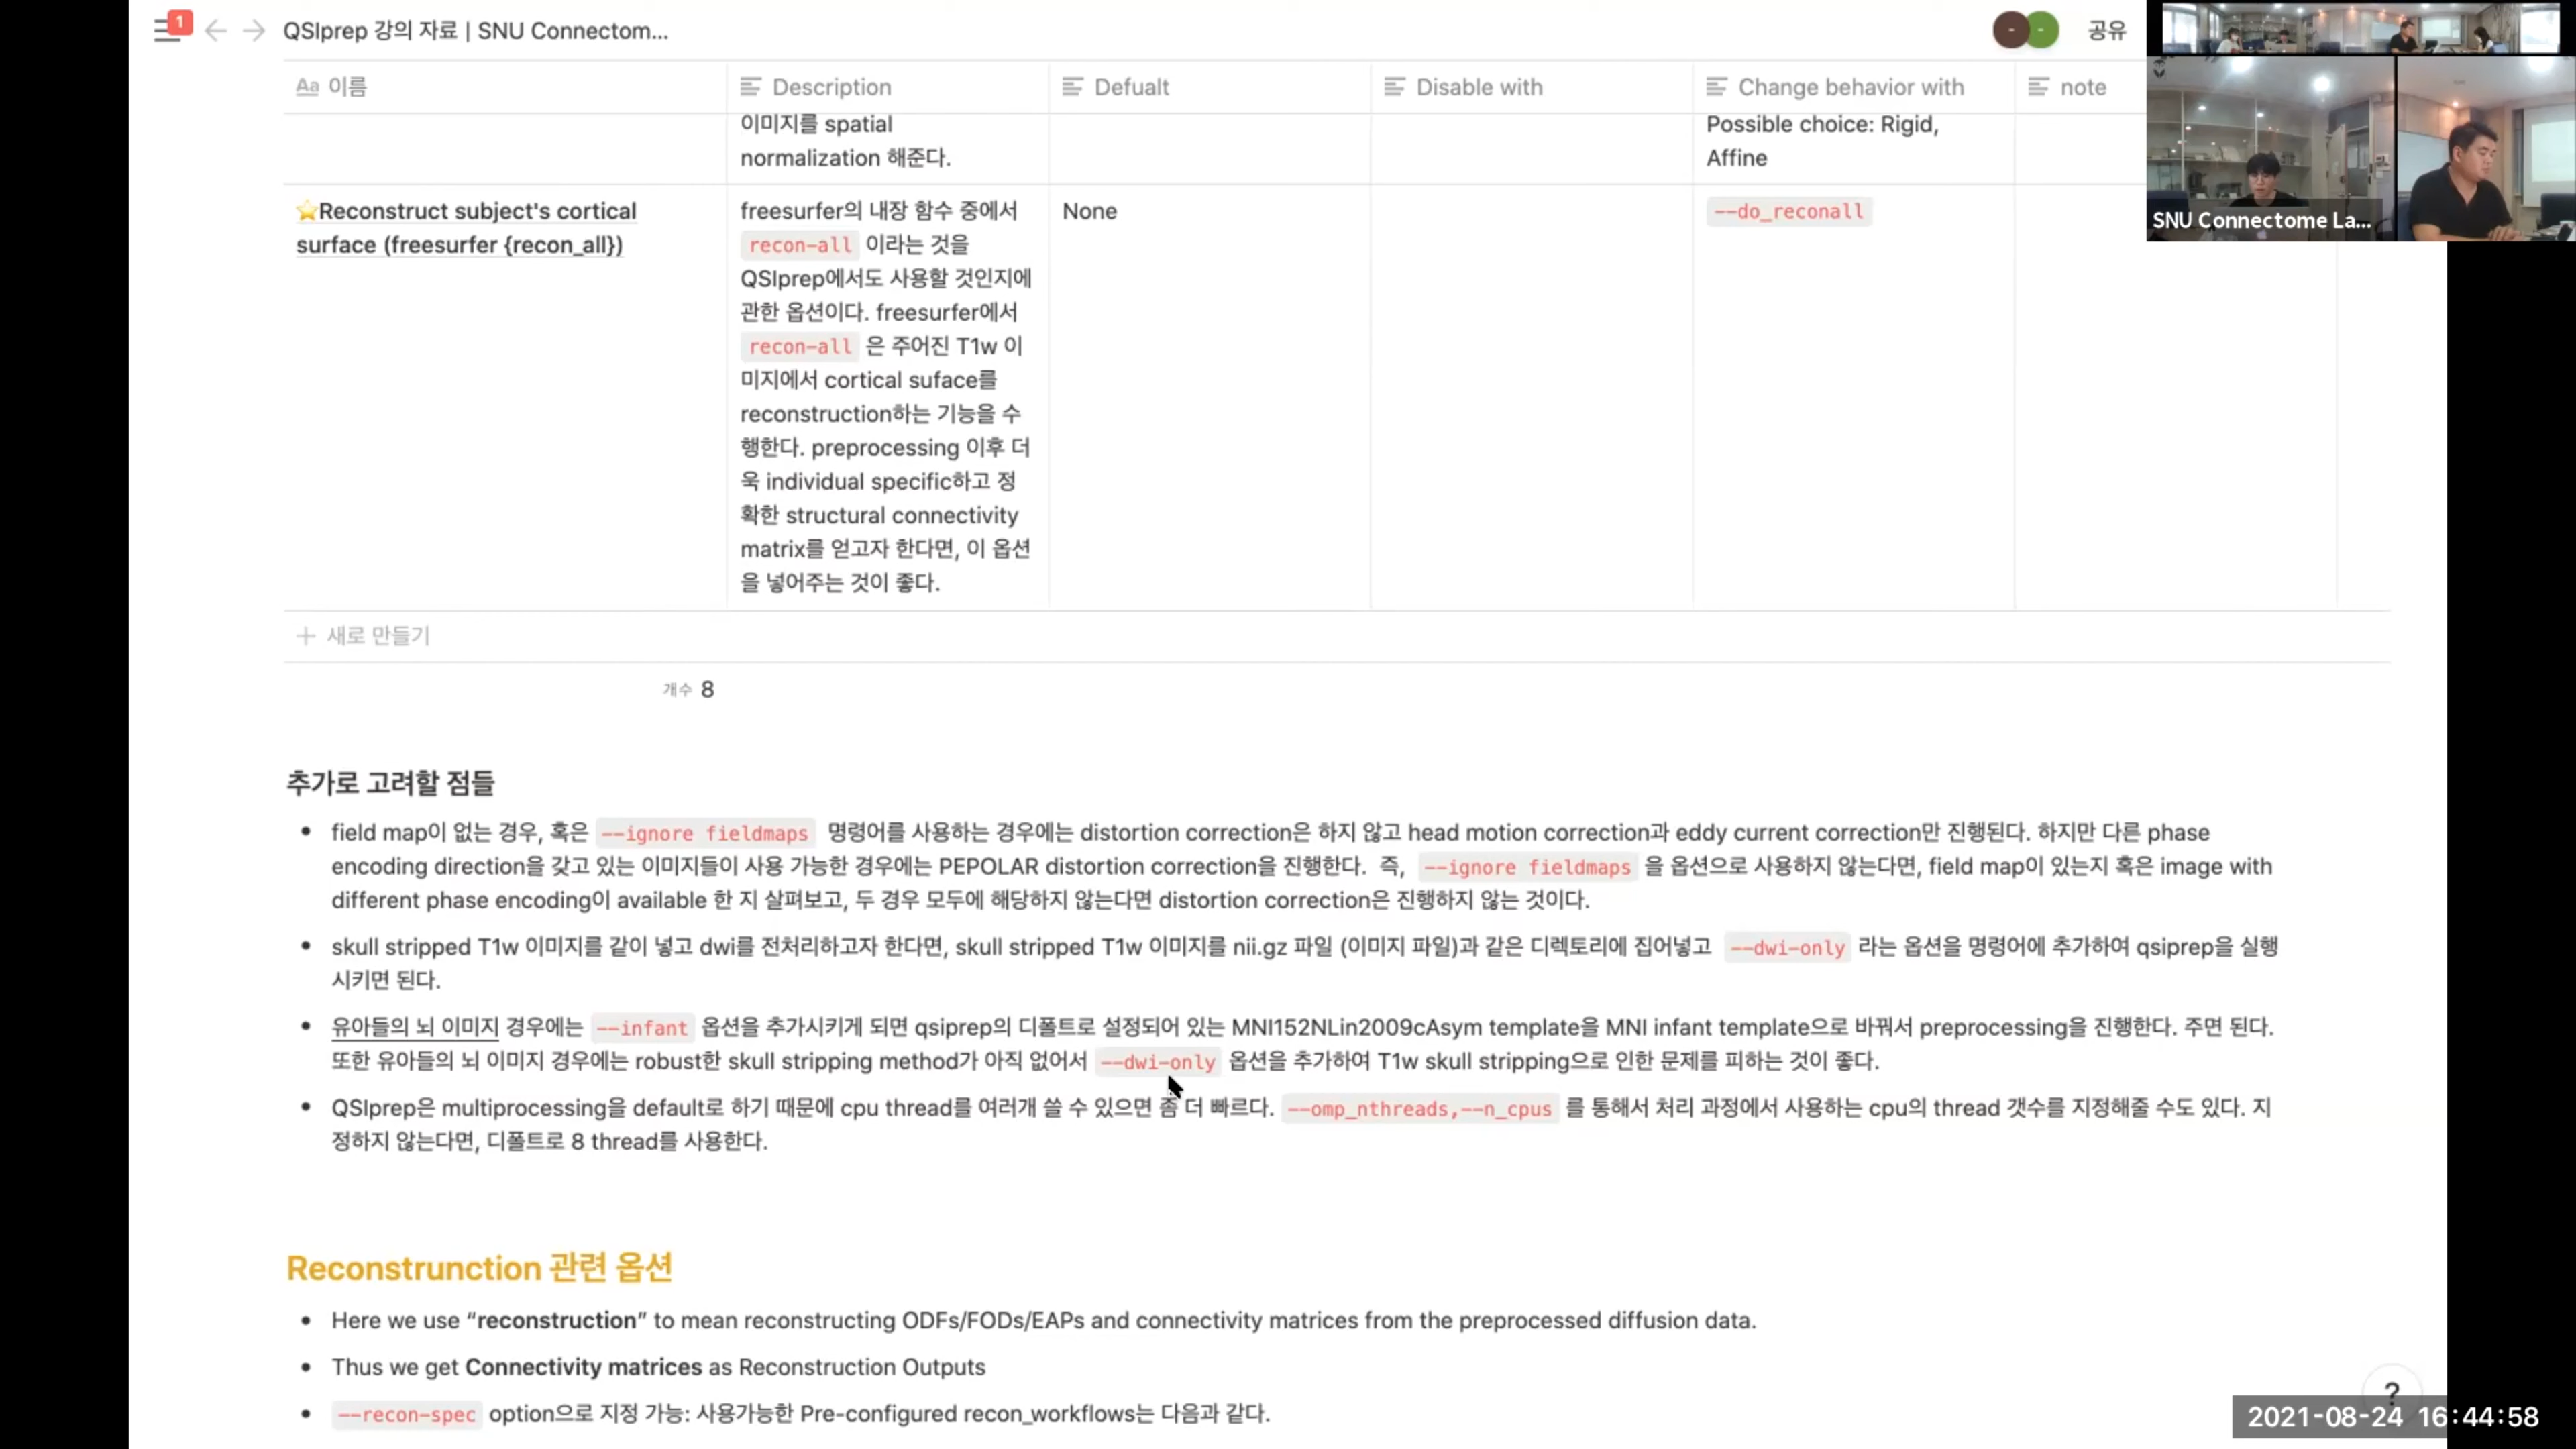 1
QSIprep 강의 자료 | SNU Connectom...
공유
Aa 이름
Description
Defualt
Disable with
Change behavior with
note
이미지를 spatial
normalization 해준다.
Possible choice: Rigid,
Affine
⭐Reconstruct subject's cortical
surface (freesurfer {recon_all})
freesurfer의 내장 함수 중에서
recon-all 이라는 것을
QSIprep에서도 사용할 것인지에
관한 옵션이다. freesurfer에서
recon-all 은 주어진 T1w 이
미지에서 cortical suface를
reconstruction하는 기능을 수
행한다. preprocessing 이후 더
욱 individual specific하고 정
확한 structural connectivity
matrix를 얻고자 한다면, 이 옵션
을 넣어주는 것이 좋다.
None
--do_reconall
SNU Connectome La...
+ 새로 만들기
개수 8
추가로 고려할 점들
• field map이 없는 경우, 혹은 --ignore fieldmaps 명령어를 사용하는 경우에는 distortion correction은 하지 않고 head motion correction과 eddy current correction만 진행된다. 하지만 다른 phase
encoding direction을 갖고 있는 이미지들이 사용 가능한 경우에는 PEPOLAR distortion correction을 진행한다. 즉, --ignore fieldmaps 을 옵션으로 사용하지 않는다면, field map이 있는지 혹은 image with
different phase encoding이 available 한 지 살펴보고, 두 경우 모두에 해당하지 않는다면 distortion correction은 진행하지 않는 것이다.
• skull stripped T1w 이미지를 같이 넣고 dwi를 전처리하고자 한다면, skull stripped T1w 이미지를 nii.gz 파일 (이미지 파일)과 같은 디렉토리에 집어넣고 --dwi-only 라는 옵션을 명령어에 추가하여 qsiprep을 실행
시키면 된다.
• 유아들의 뇌 이미지 경우에는 --infant 옵션을 추가시키게 되면 qsiprep의 디폴트로 설정되어 있는 MNI152NLin2009cAsym template을 MNI infant template으로 바꿔서 preprocessing을 진행한다. 주면 된다.
또한 유아들의 뇌 이미지 경우에는 robust한 skull stripping method가 아직 없어서 --dwi-only 옵션을 추가하여 T1w skull stripping으로 인한 문제를 피하는 것이 좋다.
• QSIprep은 multiprocessing을 default로 하기 때문에 cpu thread를 여러개 쓸 수 있으면 좀 더 빠르다. --omp_nthreads,--n_cpus 를 통해서 처리 과정에서 사용하는 cpu의 thread 갯수를 지정해줄 수도 있다. 지
정하지 않는다면, 디폴트로 8 thread를 사용한다.
Reconstrunction 관련 옵션
• Here we use “reconstruction” to mean reconstructing ODFs/FODs/EAPs and connectivity matrices from the preprocessed diffusion data.
• Thus we get Connectivity matrices as Reconstruction Outputs
• --recon-spec option으로 지정 가능: 사용가능한 Pre-configured recon_workflows는 다음과 같다.
?
2021-08-24 16:44:58